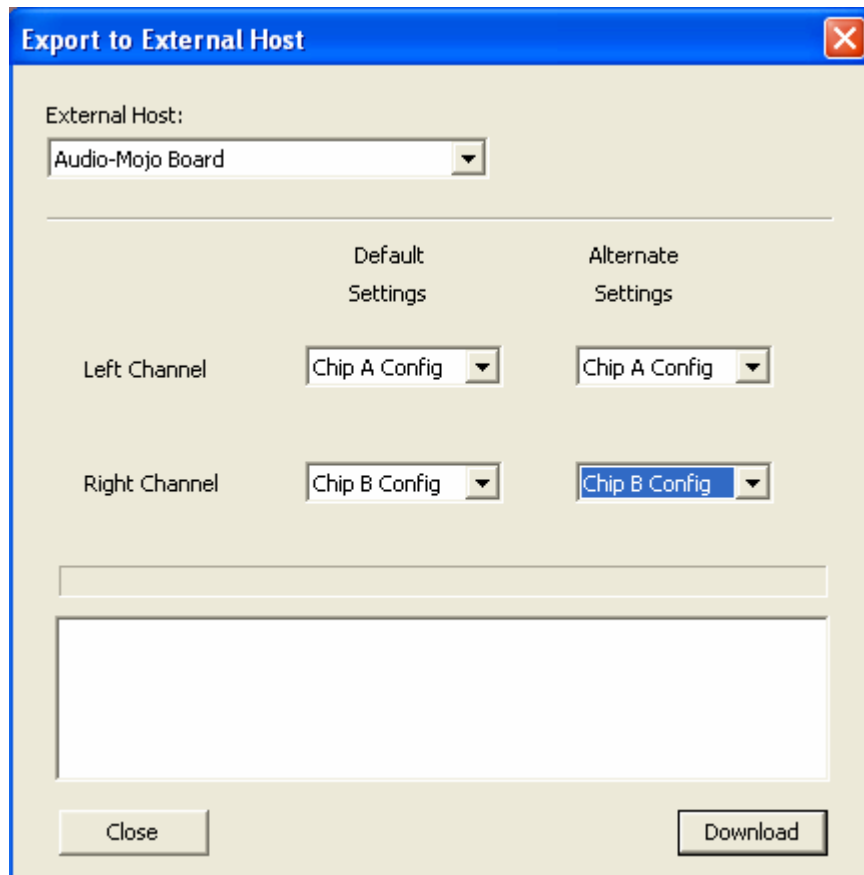 Export to External Host
External Host:
Audio-Mojo Board
Default Alternate
Settings Settings
Left Channel Chip A Config Chip A Config
Right Channel Chip B Config Chip B Config
Close Download